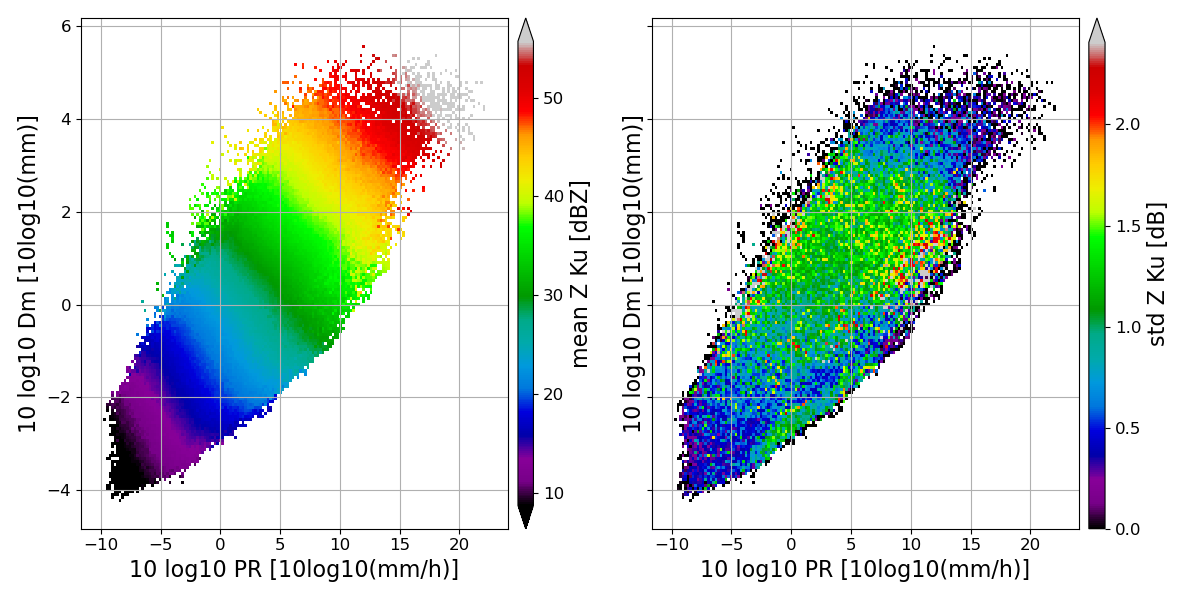 6
4
2
0
−2
−4
−10 −5 0 5 10 15 20
10 log10 Dm [10log10(mm)]
10 log10 PR [10log10(mm/h)]
50
40
30
20
10
mean Z Ku [dBZ]
−10 −5 0 5 10 15 20
10 log10 Dm [10log10(mm)]
10 log10 PR [10log10(mm/h)]
2.0
1.5
1.0
0.5
0.0
std Z Ku [dB]